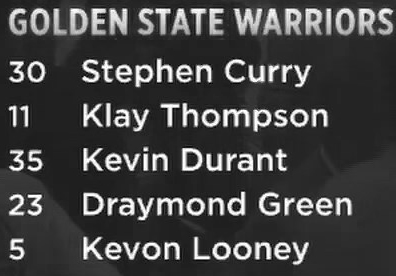 GOLDEN STATE WARRIORS
30 Stephen Curry
11 Klay Thompson
35 Kevin Durant
23 Draymond Green
5 Kevon Looney